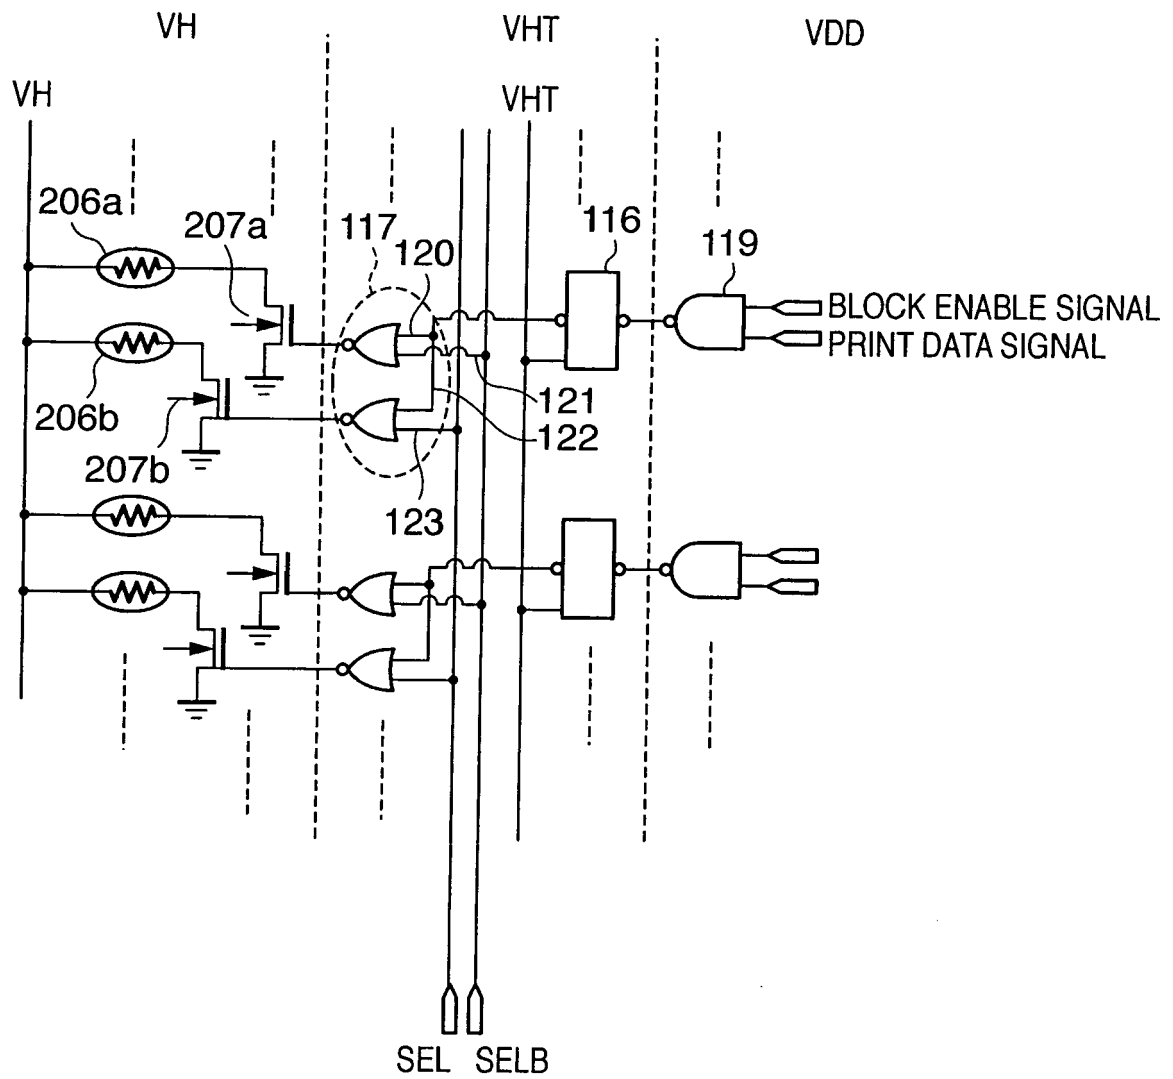 VH
VHT
VDD
VH
VHT
206a
207a
117
120
116
119
BLOCK ENABLE SIGNAL
PRINT DATA SIGNAL
121
122
206b
207b
123
SEL
SELB